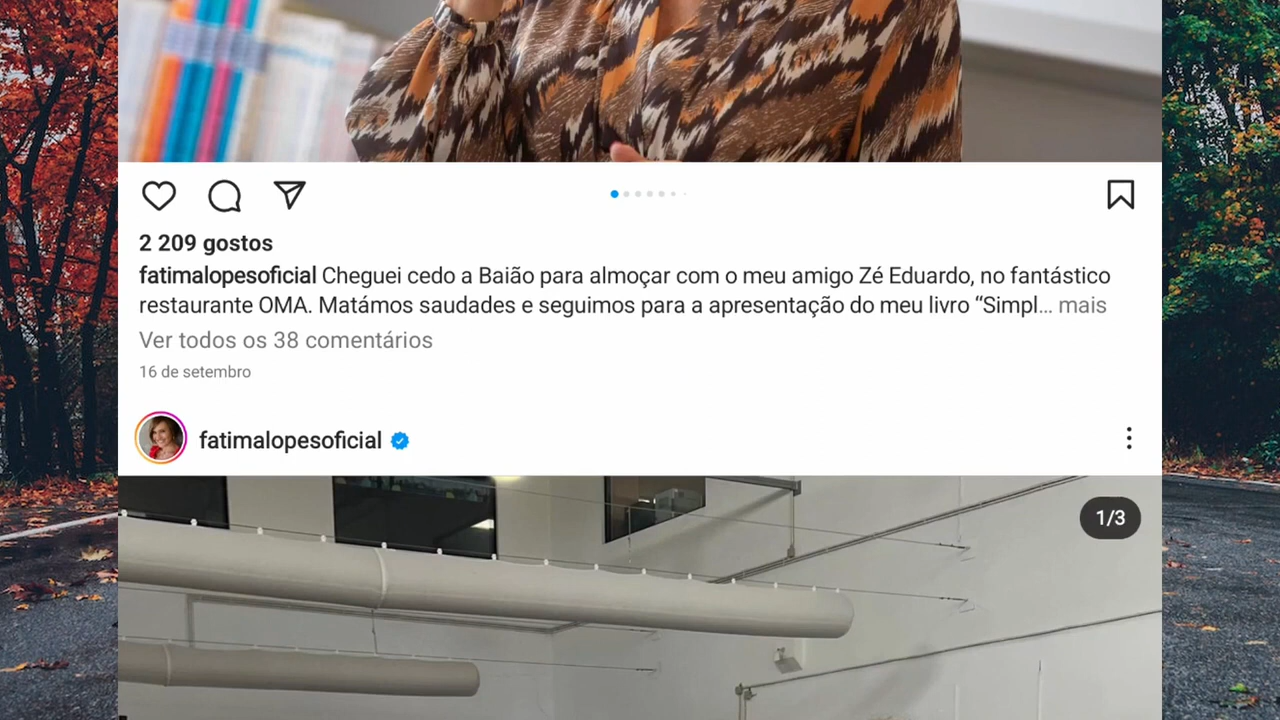 2 209 gostos
fatimalopesoficial Cheguei cedo a Baião para almoçar com o meu amigo Zé Eduardo, no fantástico
restaurante OMA. Matámos saudades e seguimos para a apresentação do meu livro “Simpl... mais
Ver todos os 38 comentários
16 de setembro
fatimalopesoficial
1/3